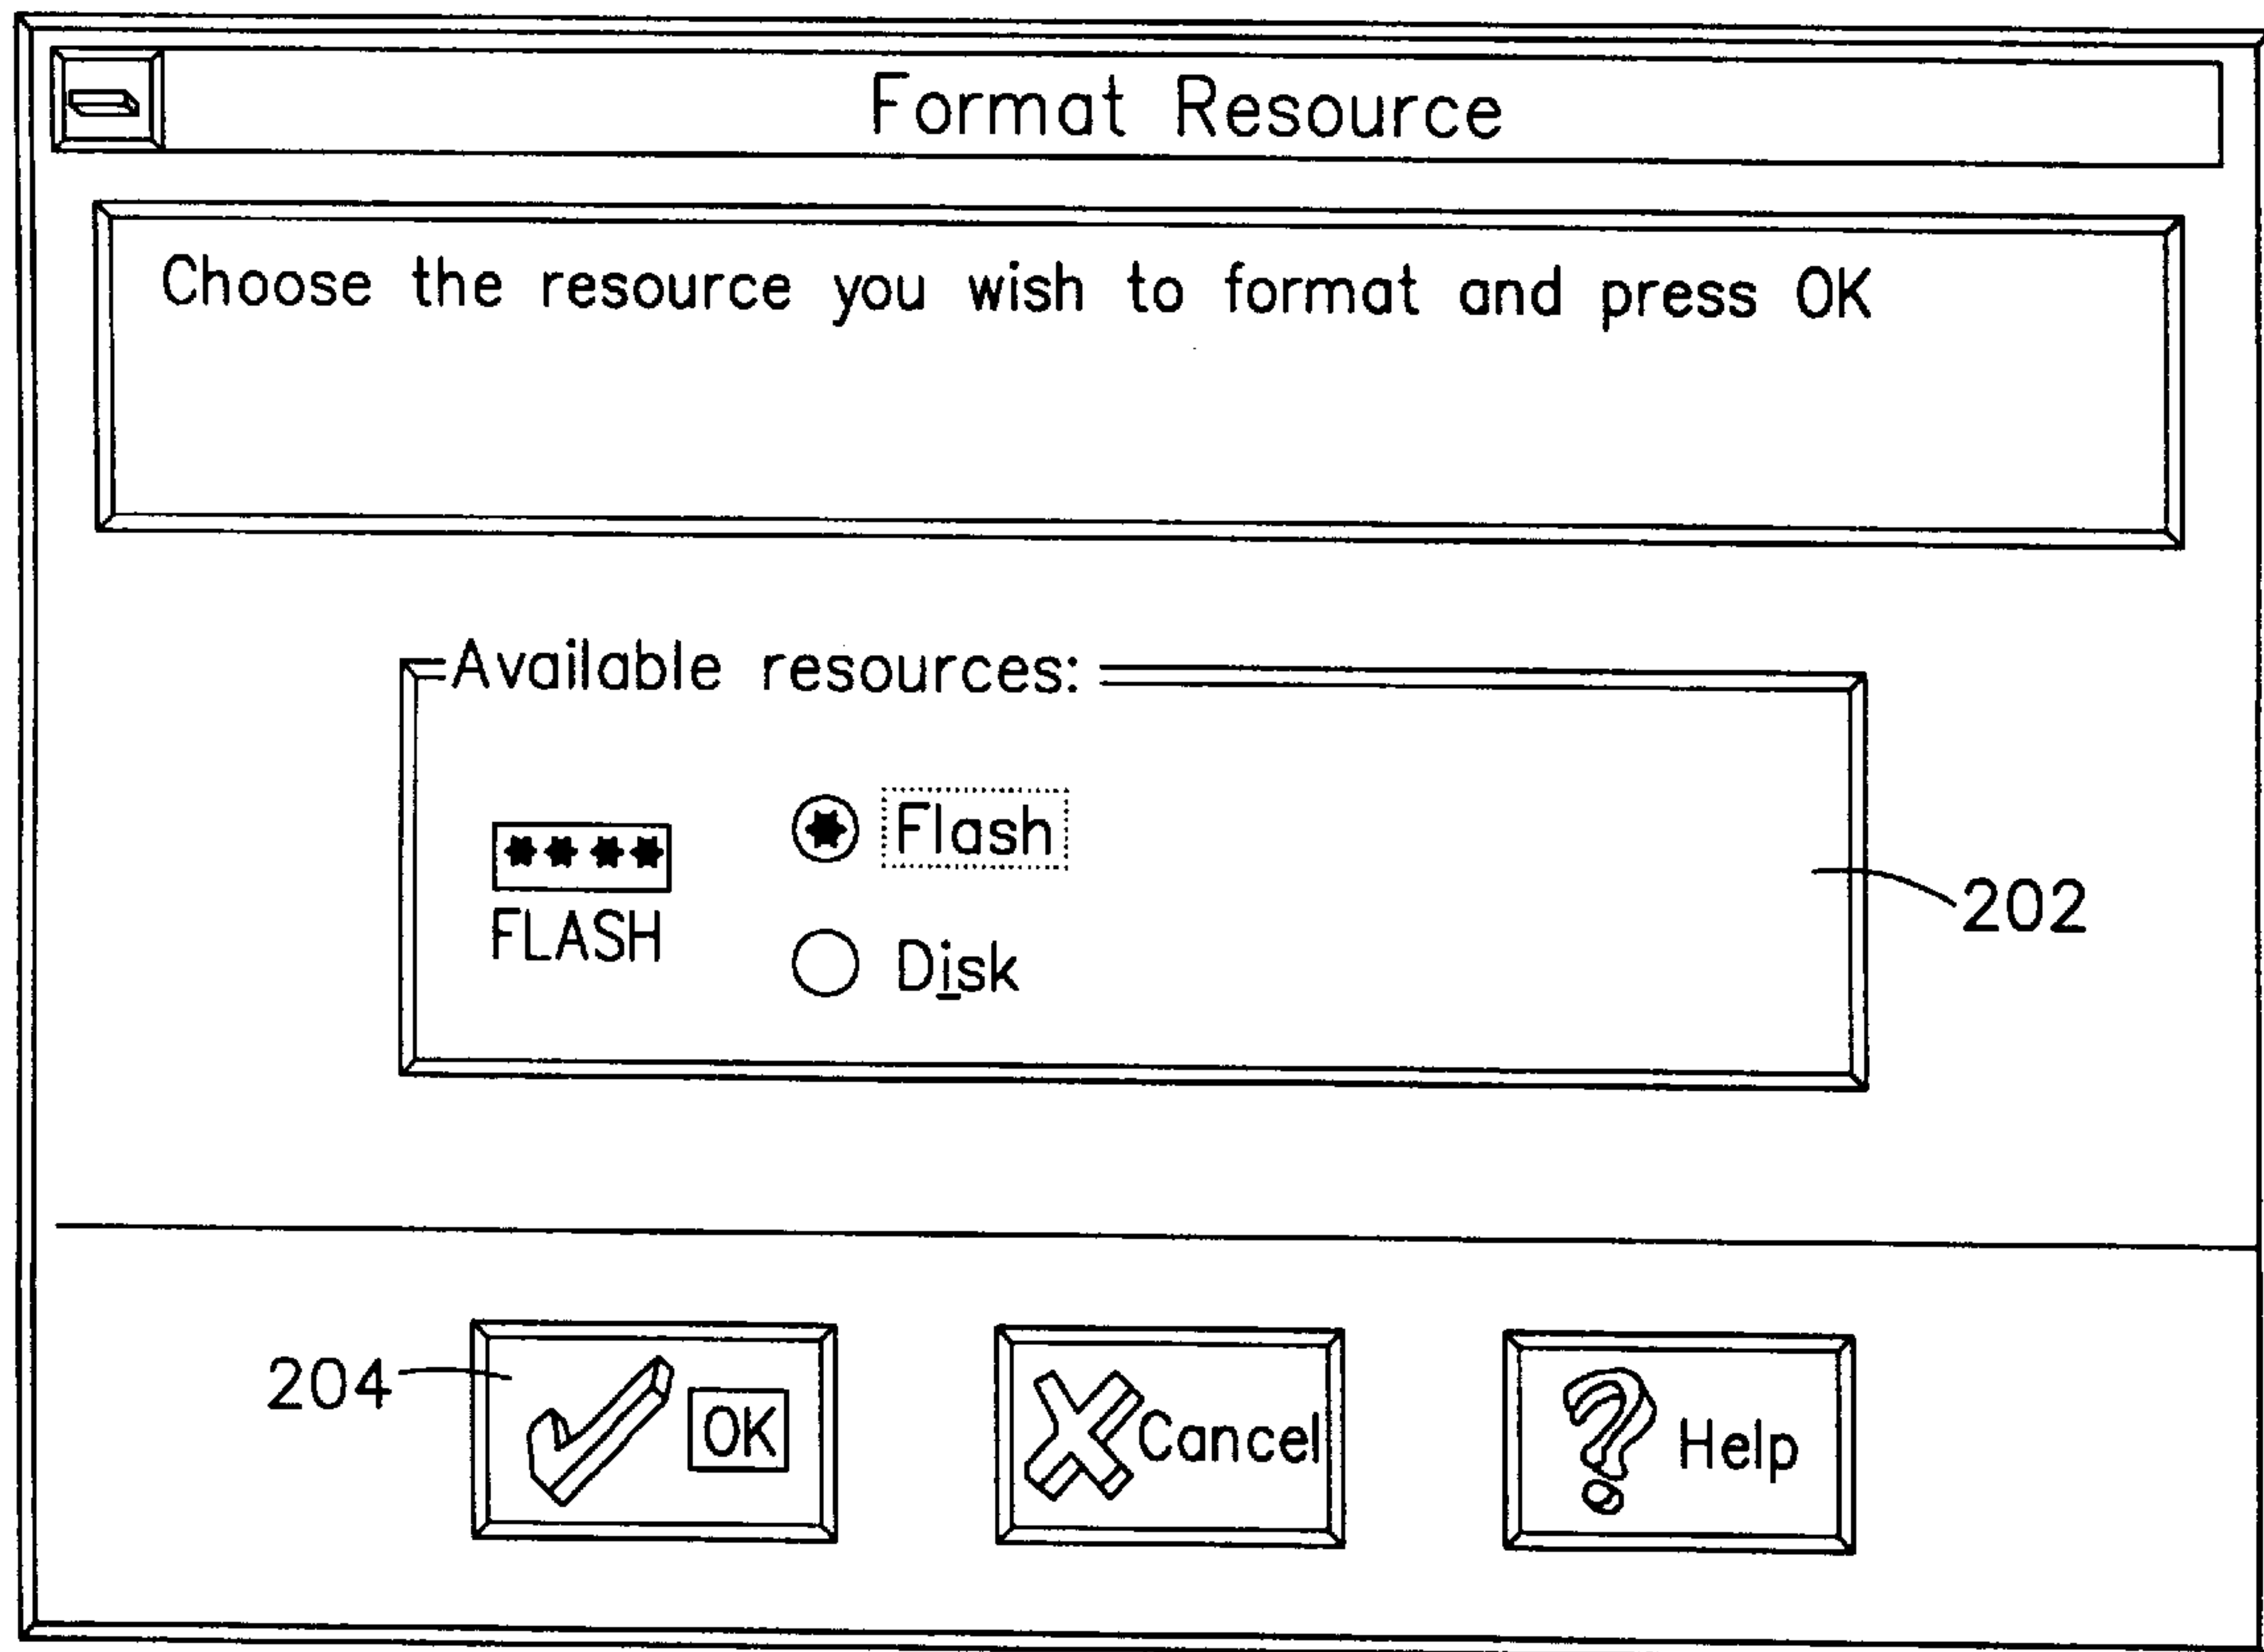 Format Resource
Choose the resource you wish to format and press OK
Available resources:
Flash
FLASH
Disk
202
204
OK
Cancel
Help